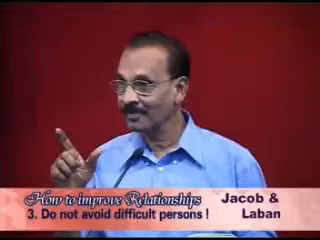 How to improve Relationships
3. Do not avoid difficult persons !
Jacob &
Laban